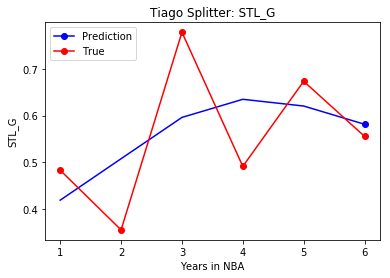 Tiago Splitter: STL_G
Prediction
True
STL_G
0.7
0.6
0.5
0.4
1 2 3 4 5 6
Years in NBA